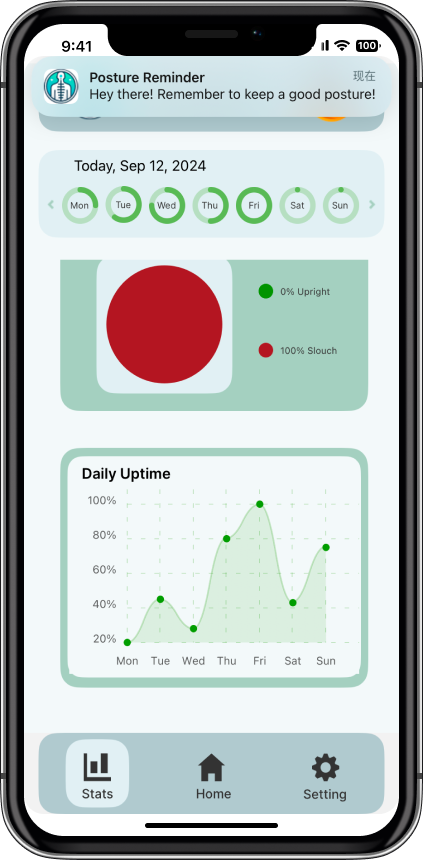 9:41
100
Posture Reminder
现在
Hey there! Remember to keep a good posture!
Today, Sep 12, 2024
Mon Tue Wed Thu Fri Sat Sun
0% Upright
100% Slouch
Daily Uptime
100%
80%
60%
40%
20%
Mon Tue Wed Thu Fri Sat Sun
Stats Home Setting